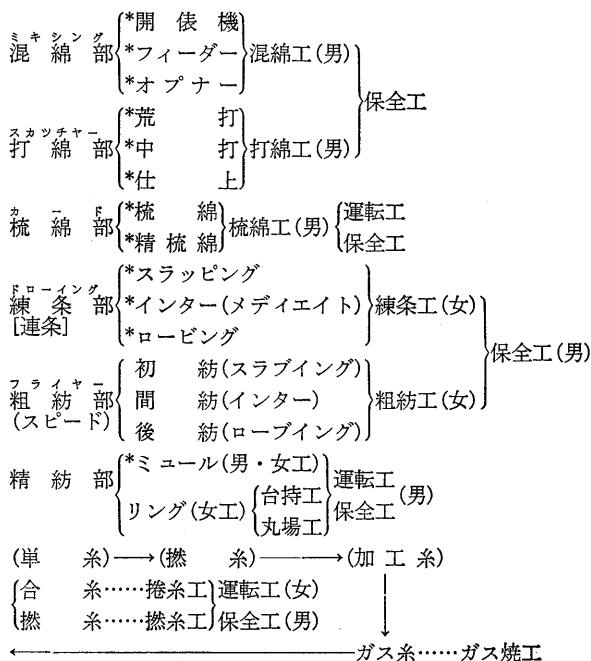 ミキシング
混綿部 *開俵機
*フィーダー 混綿工(男)
*オプナー
保全工
スカツチャー
打綿部 *荒打
*中打 打綿工(男)
*仕上
カード
梳綿部 *梳綿 梳綿工(男) 運転工
*精梳綿 保全工
ドローイング
練条部 *スラッピング
[連条] *インター(メディエイト) 練条工(女)
*ロービング
保全工(男)
フライヤー
粗紡部 初紡(スラブイング)
(スピード) 間紡(インター) 粗紡工(女)
後紡(ローブイング)
精紡部 *ミュール(男・女工) 運転工
リング(女工) 台持工 保全工 (男)
丸場工
(単糸)→(撚糸)→(加工糸)
合糸……捲糸工 運転工(女)
撚糸……撚糸工 保全工(男)
ガス糸……ガス焼工